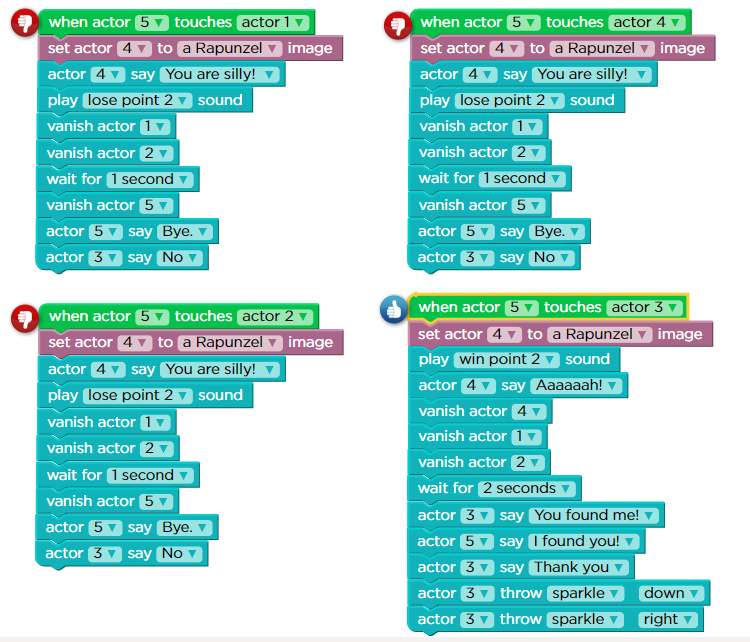 when actor 5 touches actor 1
set actor 4 to a Rapunzel image
actor 4 say You are silly!
play lose point 2 sound
vanish actor 1
vanish actor 2
wait for 1 second
vanish actor 5
actor 5 say Bye.
actor 3 say No
when actor 5 touches actor 4
set actor 4 to a Rapunzel image
actor 4 say You are silly!
play lose point 2 sound
vanish actor 1
vanish actor 2
wait for 1 second
vanish actor 5
actor 5 say Bye.
actor 3 say No
when actor 5 touches actor 2
set actor 4 to a Rapunzel image
actor 4 say You are silly!
play lose point 2 sound
vanish actor 1
vanish actor 2
wait for 1 second
vanish actor 5
actor 5 say Bye.
actor 3 say No
when actor 5 touches actor 3
set actor 4 to a Rapunzel image
play win point 2 sound
actor 4 say Aaaaaah!
vanish actor 4
vanish actor 1
vanish actor 2
wait for 2 seconds
actor 3 say You found me!
actor 5 say I found you!
actor 3 say Thank you
actor 3 throw sparkle down
actor 3 throw sparkle right